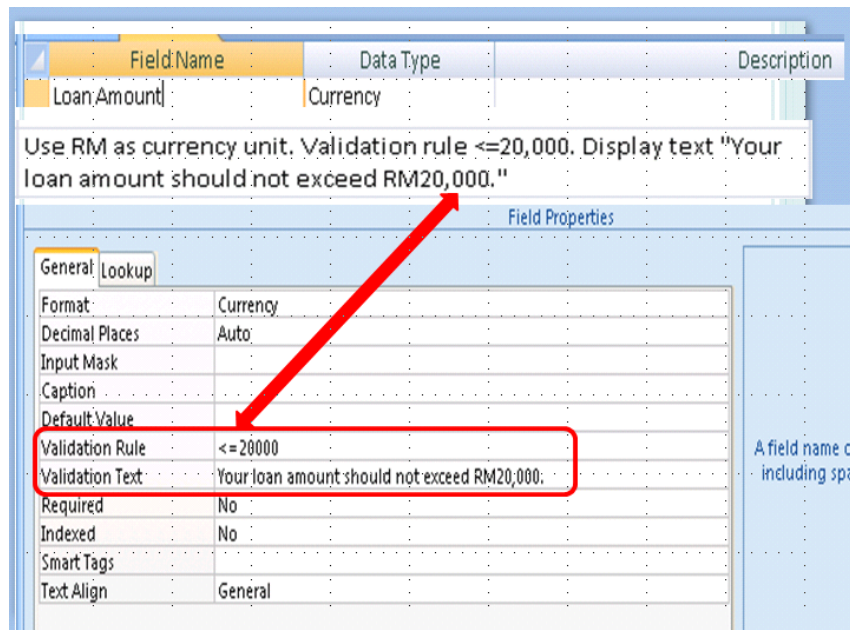 Field Name Data Type Description
Loan Amount Currency
Use RM as currency unit. Validation rule <=20,000. Display text "Your
loan amount should not exceed RM20,000."
Field Properties
General Lookup
Format Currency
Decimal Places Auto
Input Mask
Caption
Default Value
Validation Rule <=20000
Validation Text Your loan amount should not exceed RM20,000.
Required No
Indexed No
Smart Tags
Text Align General
A field name
including